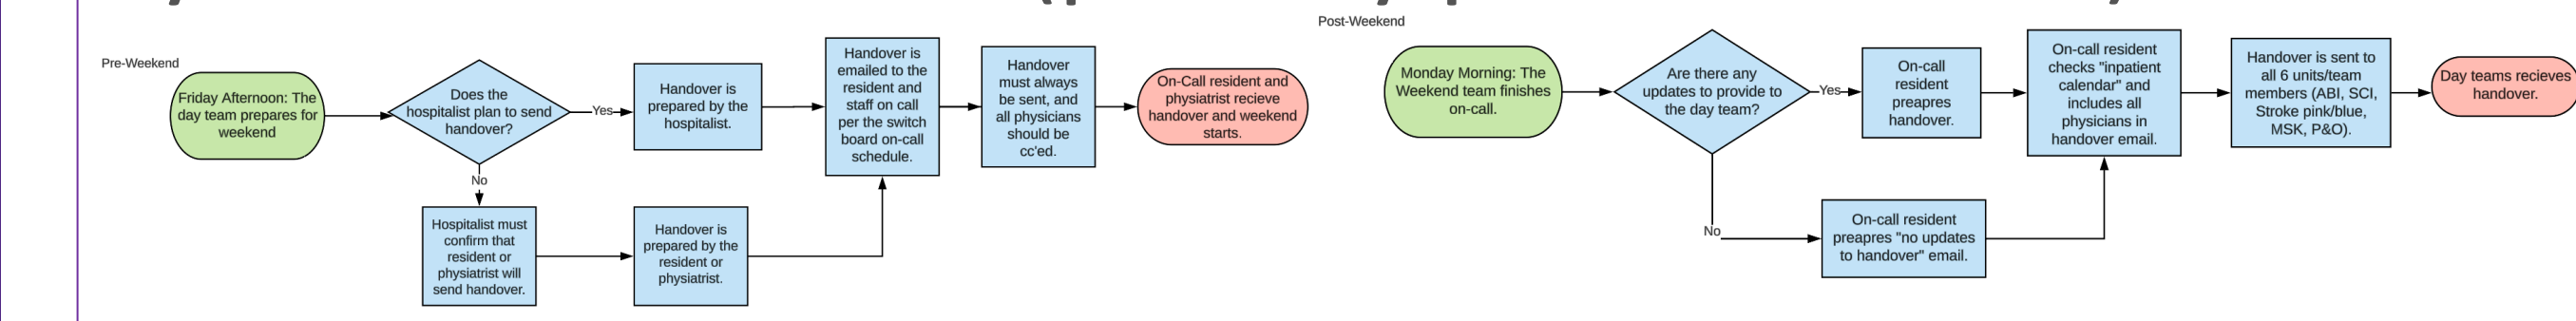 Pre-Weekend
Friday Afternoon: The
day team prepares for
weekend
Does the
hospitalist plan to send
handover?
Yes
Handover is
prepared by the
hospitalist.
No
Hospitalist must
confirm that
resident or
physiatrist will
send handover.
Handover is
prepared by the
resident or
physiatrist.
Handover is
emailed to the
resident and
staff on call
per the switch
board on-call
schedule.
Handover
must always
be sent, and
all physicians
should be
cc'ed.
On-Call resident and
physiatrist recieve
handover and weekend
starts.
Post-Weekend
Monday Morning: The
Weekend team finishes
on-call.
Are there any
updates to provide to
the day team?
Yes
On-call
resident
preapres
handover.
No
On-call resident
preapres "no updates
to handover" email.
On-call resident
checks "inpatient
calendar" and
includes all
physicians in
handover email.
Handover is sent to
all 6 units/team
members (ABI, SCI,
Stroke pink/blue,
MSK, P&O).
Day teams recieves
handover.